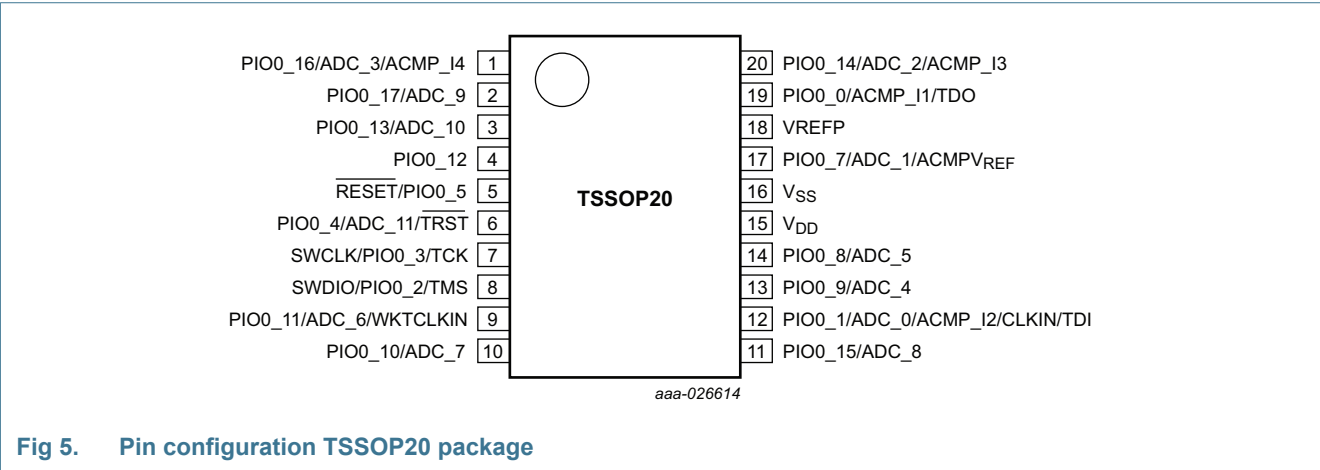 PIO0_16/ADC_3/ACMP_I4 1 20 PIO0_14/ADC_2/ACMP_I3
PIO0_17/ADC_9 2 19 PIO0_0/ACMP_I1/TDO
PIO0_13/ADC_10 3 18 VREFP
PIO0_12 4 17 PIO0_7/ADC_1/ACMPVREF
RESET/PIO0_5 5 TSSOP20 16 VSS
PIO0_4/ADC_11/TRST 6 15 VDD
SWCLK/PIO0_3/TCK 7 14 PIO0_8/ADC_5
SWDIO/PIO0_2/TMS 8 13 PIO0_9/ADC_4
PIO0_11/ADC_6/WKTCLKIN 9 12 PIO0_1/ADC_0/ACMP_I2/CLKIN/TDI
PIO0_10/ADC_7 10 11 PIO0_15/ADC_8
aaa-026614
Fig 5. Pin configuration TSSOP20 package